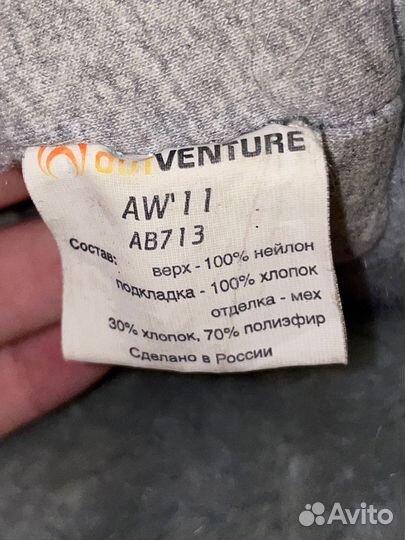 OUTVENTURE
AW'11
AB713
Состав:
верх - 100% нейлон
подкладка - 100% хлопок
отделка - мех
30% хлопок, 70% полиэфир
Сделано в России
Avito